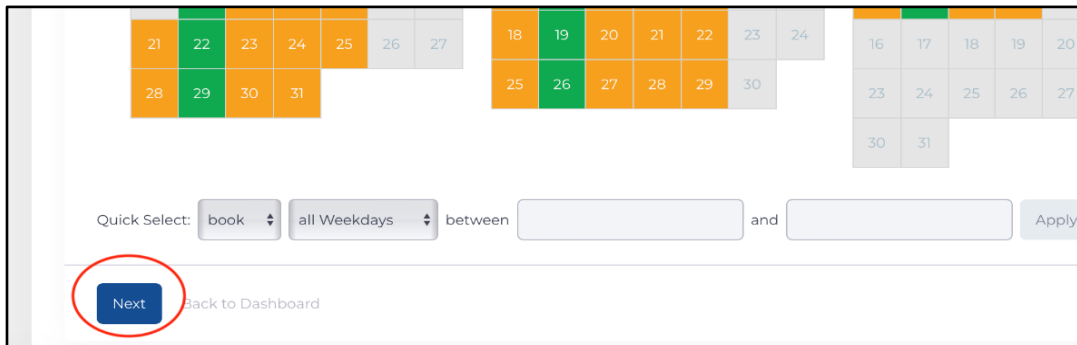 21 22 23 24 25 26 27
28 29 30 31
18 19 20 21 22 23 24
25 26 27 28 29 30
16 17 18 19 20
23 24 25 26 27
30 31
Quick Select: book all Weekdays between and Apply
Next Back to Dashboard